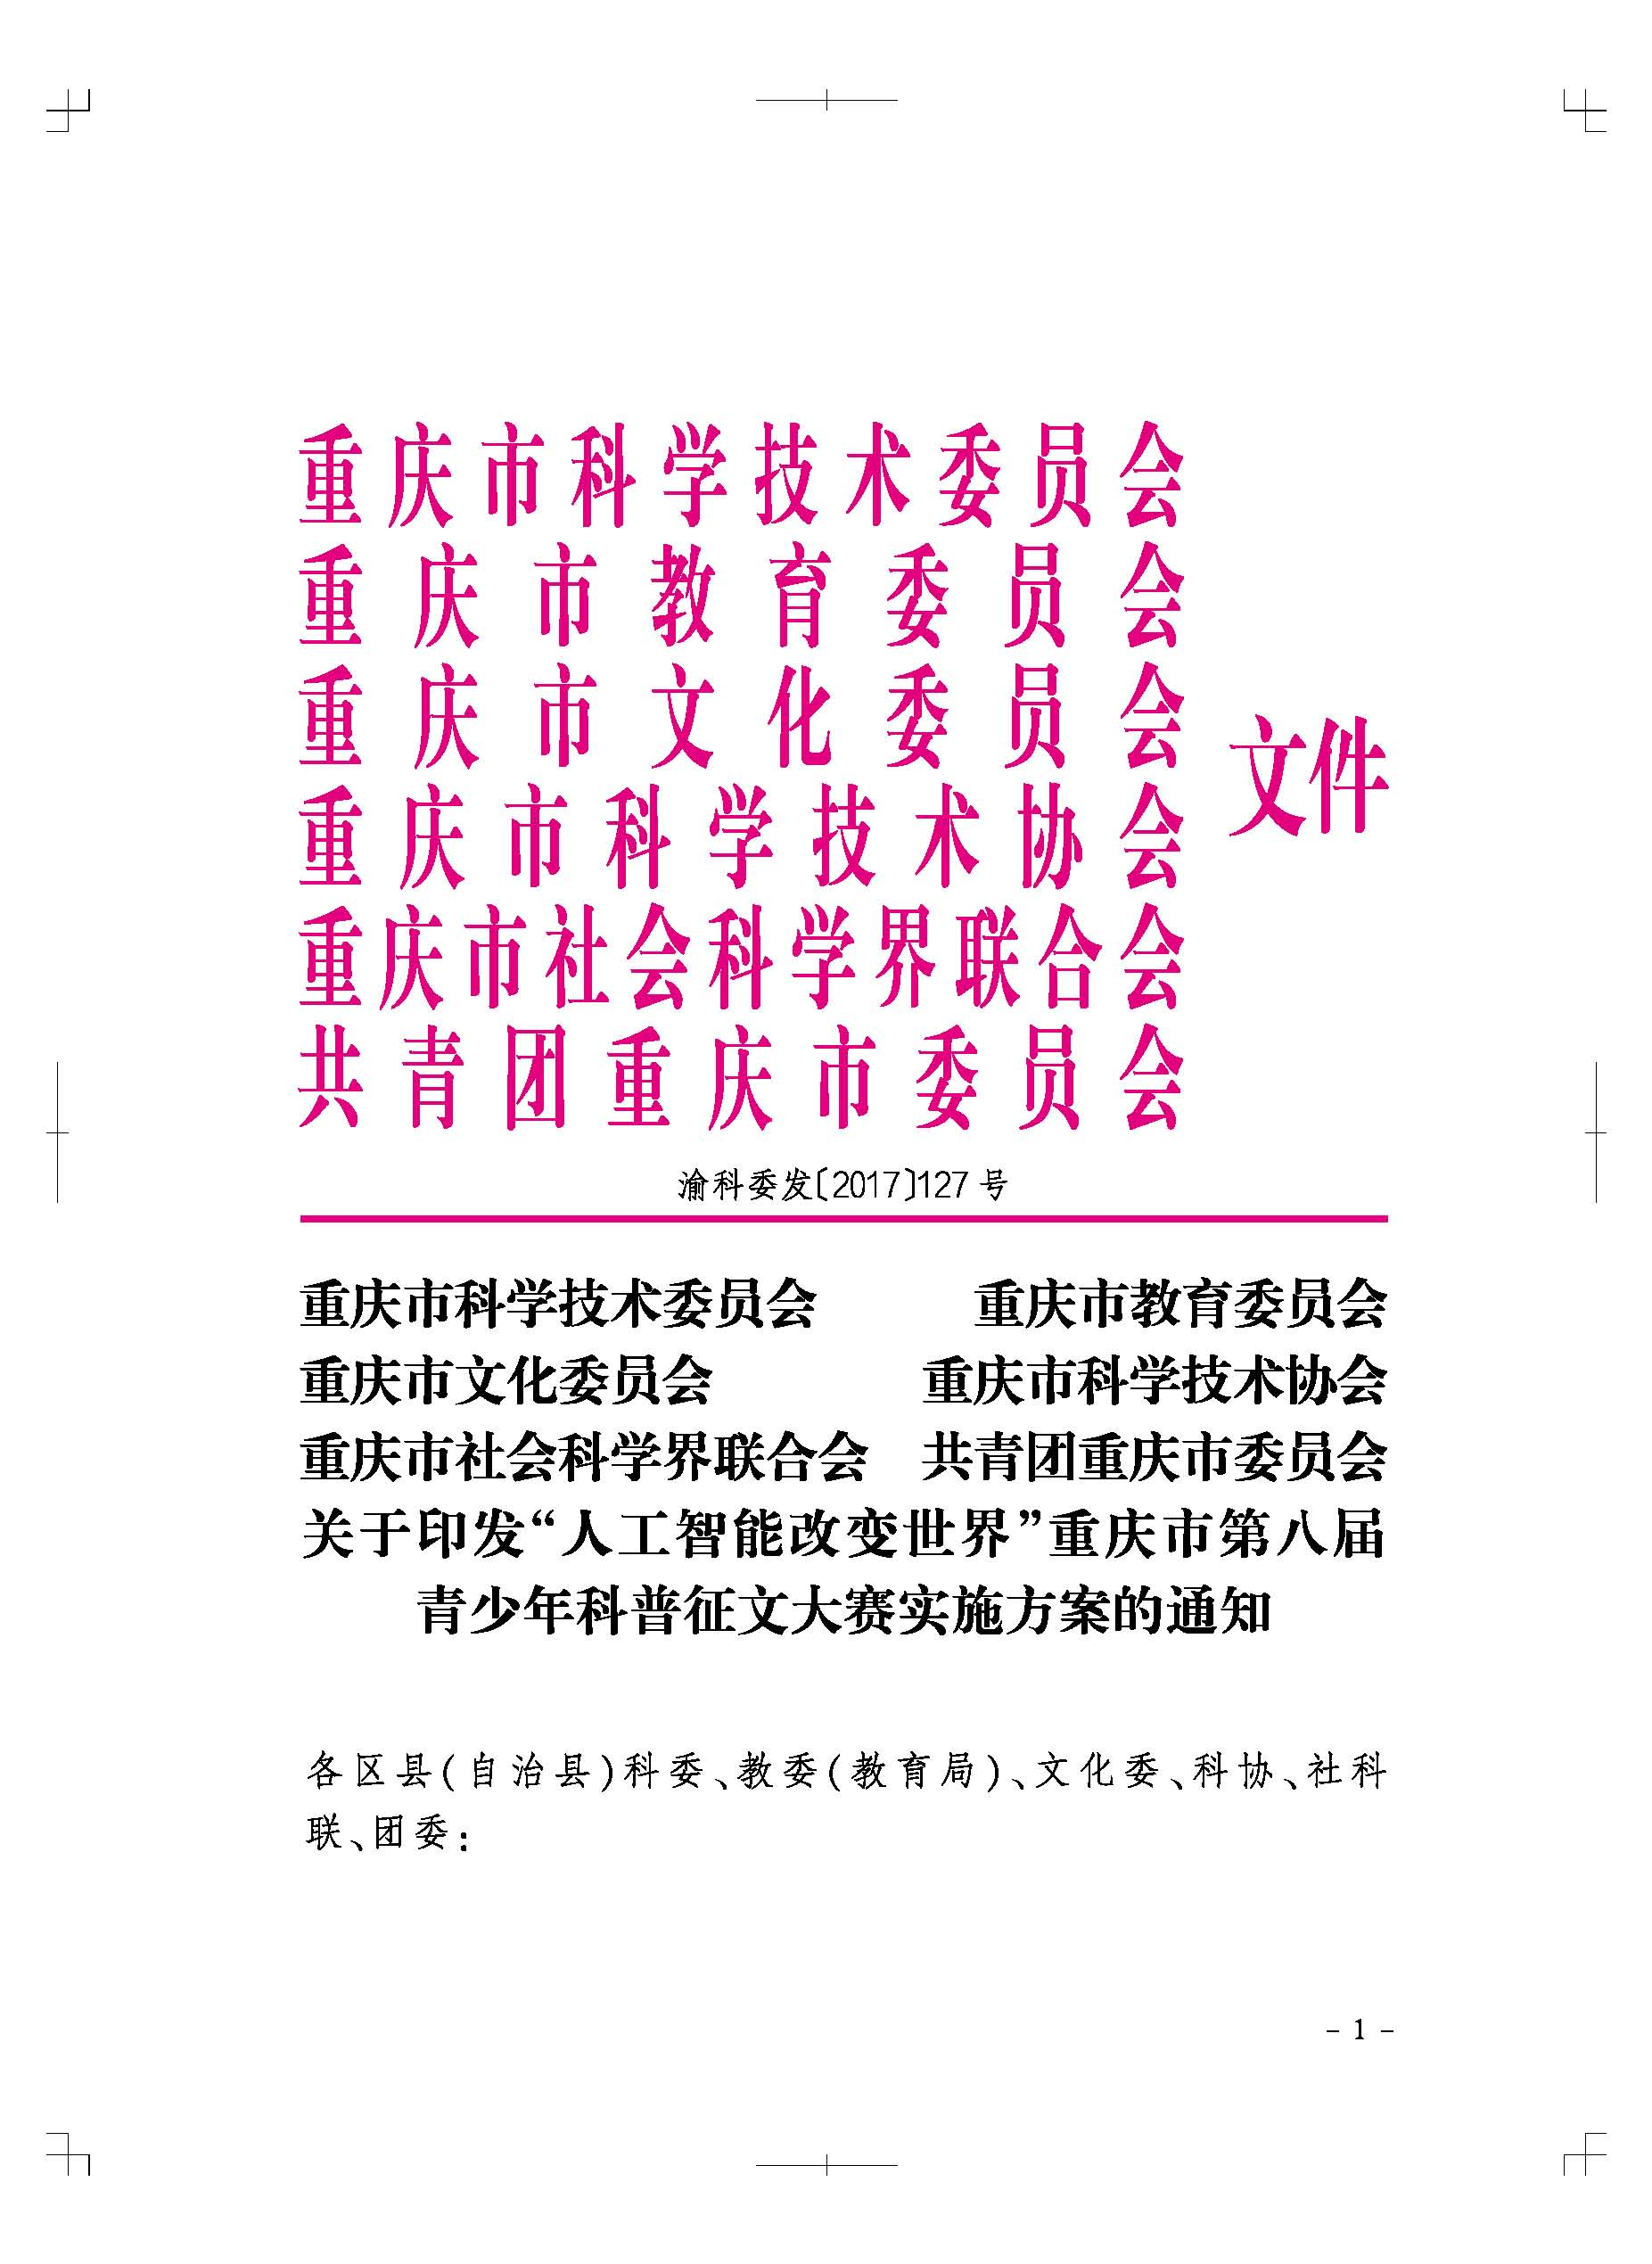 重庆市科学技术委员会
重庆市教育委员会
重庆市文化委员会
文件
重庆市科学技术协会
重庆市社会科学界联合会
共青团重庆市委员会
渝科委发〔2017〕127 号
重庆市科学技术委员会 重庆市教育委员会
重庆市文化委员会 重庆市科学技术协会
重庆市社会科学界联合会 共青团重庆市委员会
关于印发“人工智能改变世界”重庆市第八届
青少年科普征文大赛实施方案的通知
各区县(自治县)科委、教委(教育局)、文化委、科协、社科
联、团委:
- 1 -